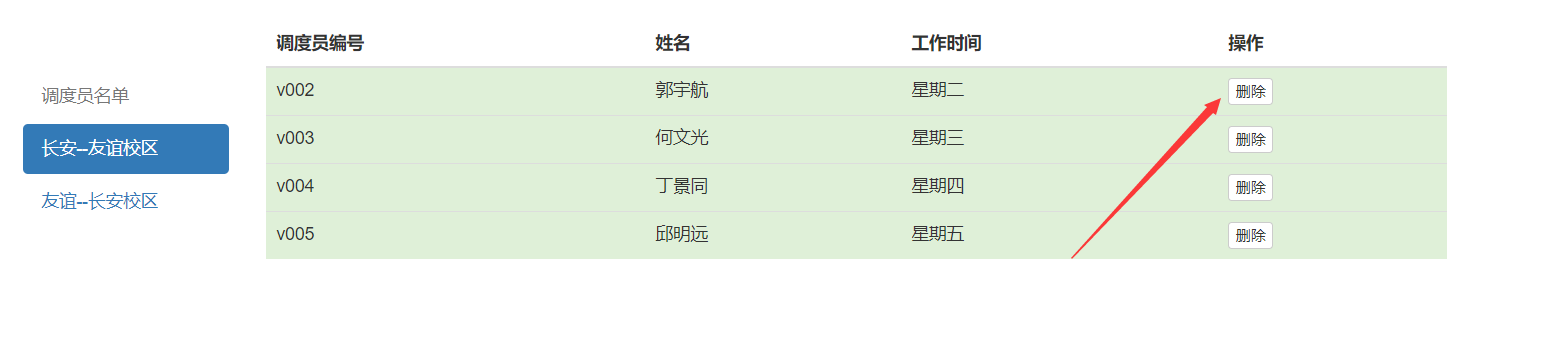 调度员名单
长安--友谊校区
友谊--长安校区
调度员编号 姓名 工作时间 操作
v002 郭宇航 星期二 删除
v003 何文光 星期三 删除
v004 丁景同 星期四 删除
v005 邱明远 星期五 删除